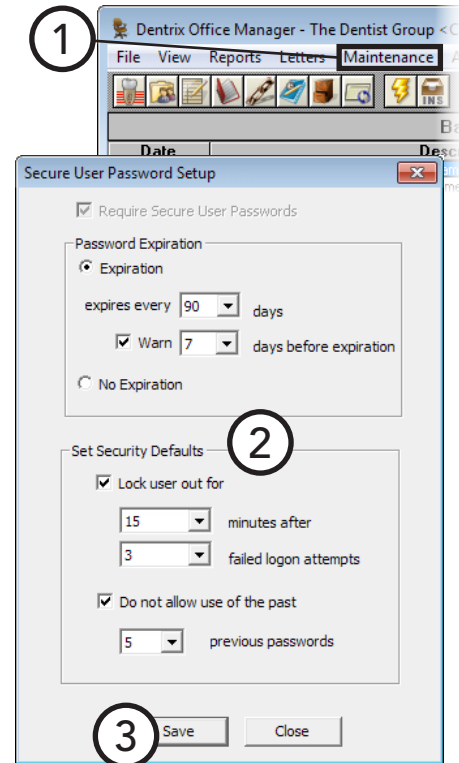 1
Dentrix Office Manager - The Dentist Group <
File View Reports Letters Maintenance
INS
Ba
Date Desc
Secure User Password Setup
Require Secure User Passwords
Password Expiration
Expiration
expires every 90 days
Warn 7 days before expiration
No Expiration
2
Set Security Defaults
Lock user out for
15 minutes after
3 failed logon attempts
Do not allow use of the past
5 previous passwords
3
Save Close